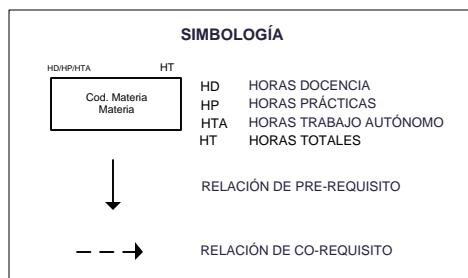 SIMBOLOGÍA
HD/HP/HTA HT
Cod. Materia
Materia
HD HORAS DOCENCIA
HP HORAS PRÁCTICAS
HTA HORAS TRABAJO AUTÓNOMO
HT HORAS TOTALES
RELACIÓN DE PRE-REQUISITO
RELACIÓN DE CO-REQUISITO